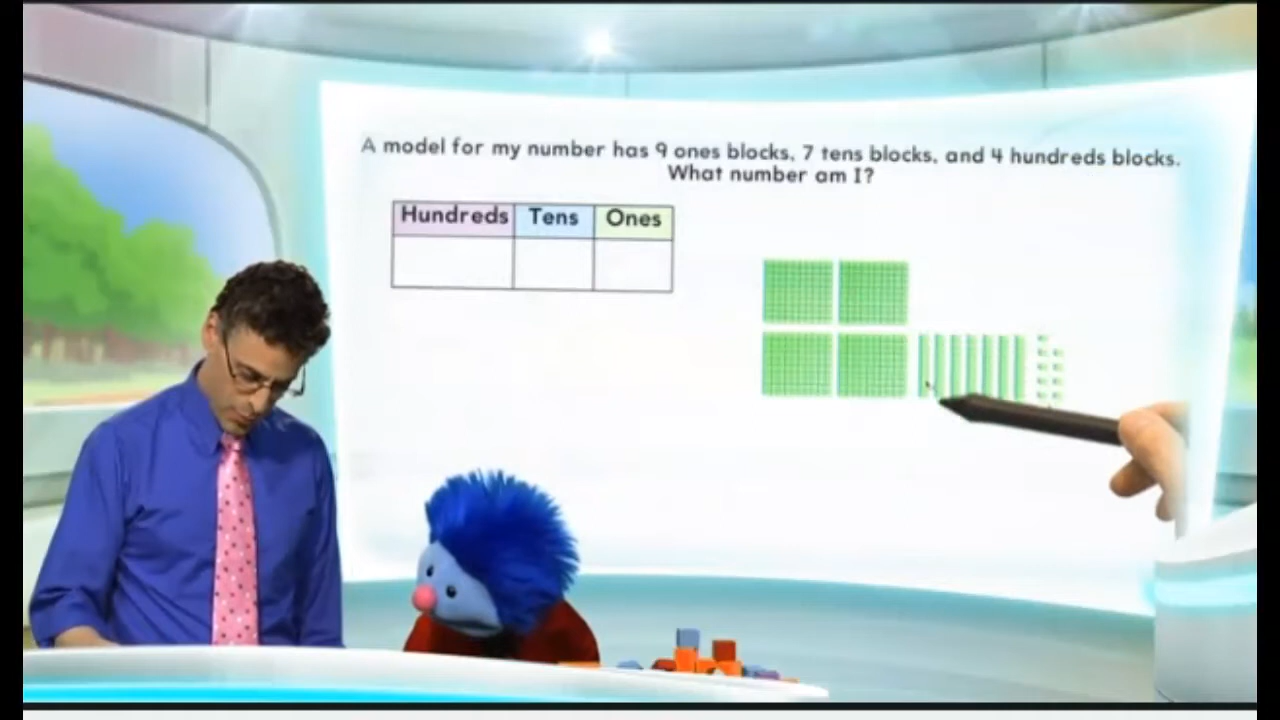 A model for my number has 9 ones blocks, 7 tens blocks, and 4 hundreds blocks.
What number am I?
Hundreds Tens Ones